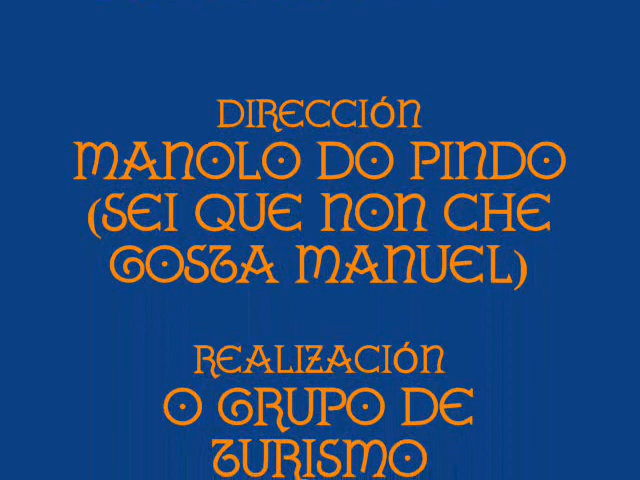 DIRECCIÓN
MANOLO DO PINDO
(SEI QUE NON CHE
GOSTA MANUEL)
REALIZACIÓN
O GRUPO DE
TURISMO